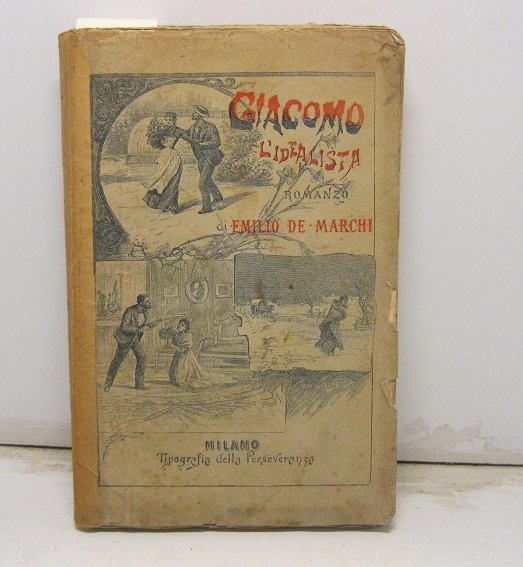 GIACOMO
L'IDEALISTA
ROMANZO
di EMILIO DE-MARCHI
MILANO
Tipografia della Perseveranza